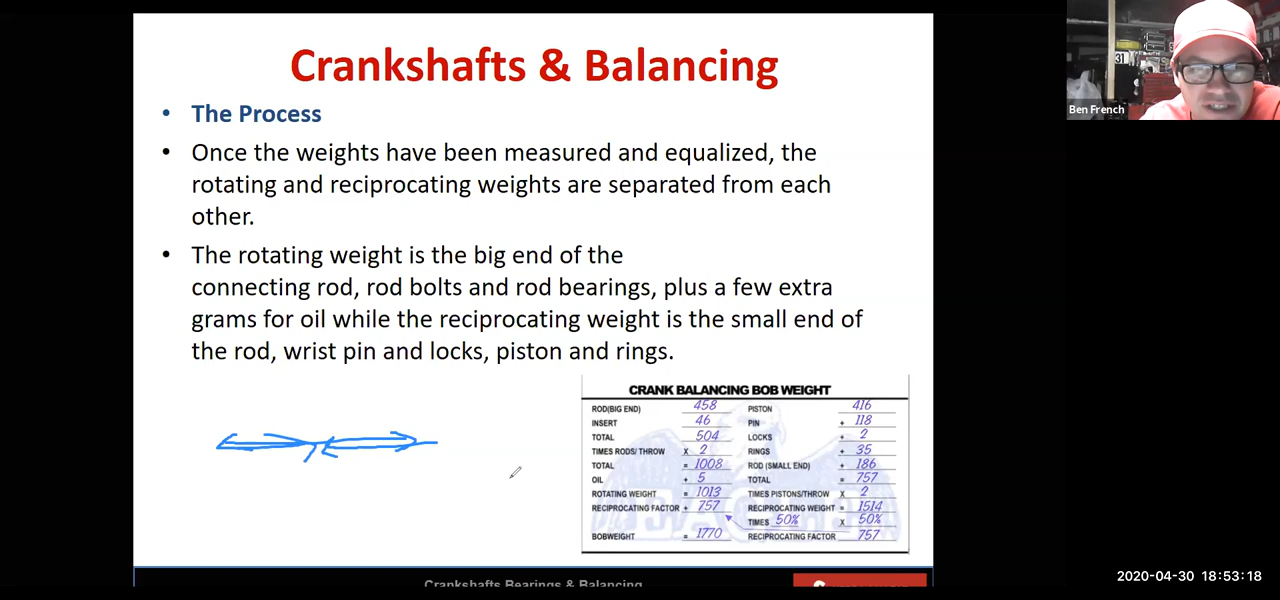 Crankshafts & Balancing
• The Process
• Once the weights have been measured and equalized, the
rotating and reciprocating weights are separated from each
other.
• The rotating weight is the big end of the
connecting rod, rod bolts and rod bearings, plus a few extra
grams for oil while the reciprocating weight is the small end of
the rod, wrist pin and locks, piston and rings.
CRANK BALANCING BOB WEIGHT
ROD(BIG END) 458 PISTON 416
INSERT 46 PIN + 118
TOTAL 504 LOCKS + 2
TIMES RODS/ THROW X 2 RINGS + 35
TOTAL = 1008 ROD (SMALL END) + 186
OIL + 5 TOTAL = 757
ROTATING WEIGHT = 1013 TIMES PISTONS/THROW X 2
RECIPROCATING FACTOR + 757 RECIPROCATING WEIGHT = 1514
TIMES 50% X 50%
BOBWEIGHT = 1770 RECIPROCATING FACTOR 757
Crankshafts Bearings & Balancing
Ben French
2020-04-30 18:53:18